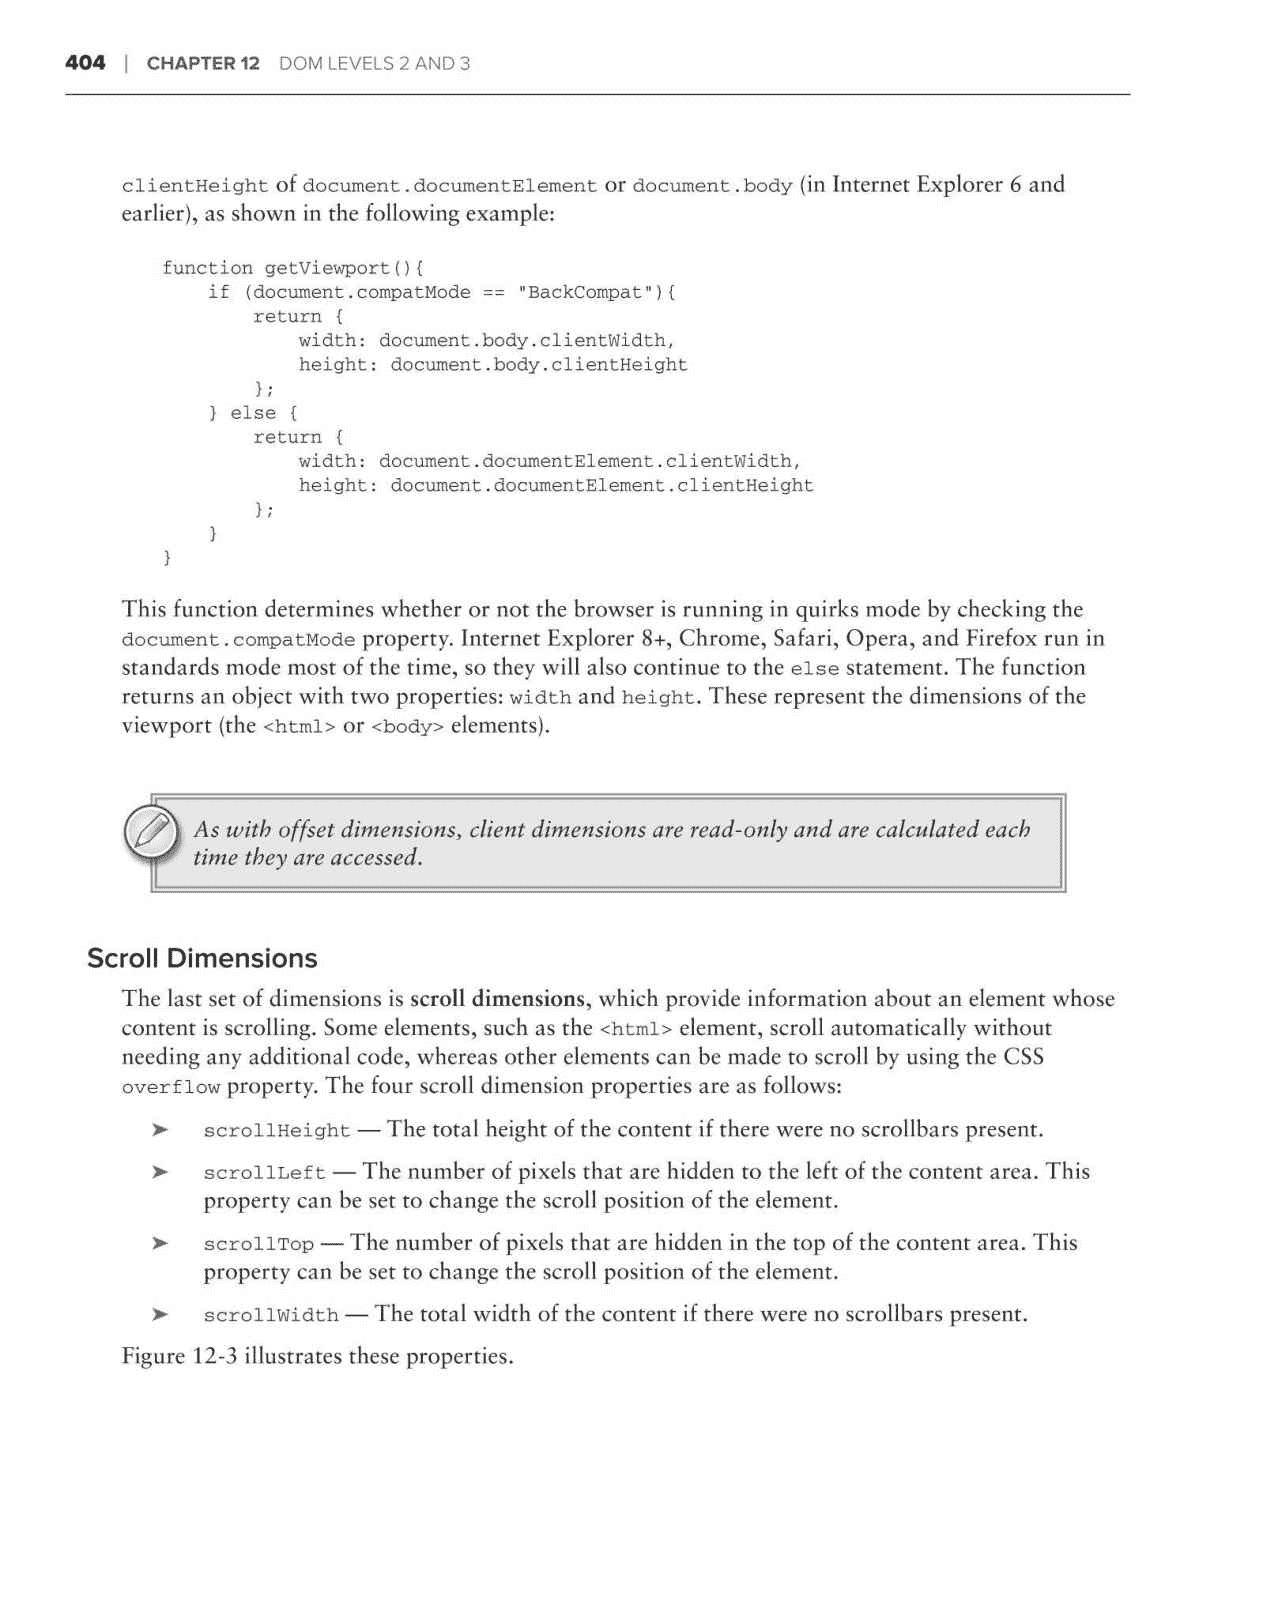 404 | CHAPTER 12 DOM LEVELS 2 AND 3
clientHeight of document.documentElement or document.body (in Internet Explorer 6 and
earlier), as shown in the following example:
function getViewport(){
    if (document.compatMode == "BackCompat"){
        return {
            width: document.body.clientWidth,
            height: document.body.clientHeight
        };
    } else {
        return {
            width: document.documentElement.clientWidth,
            height: document.documentElement.clientHeight
        };
    }
}
This function determines whether or not the browser is running in quirks mode by checking the
document.compatMode property. Internet Explorer 8+, Chrome, Safari, Opera, and Firefox run in
standards mode most of the time, so they will also continue to the else statement. The function
returns an object with two properties: width and height. These represent the dimensions of the
viewport (the <html> or <body> elements).
As with offset dimensions, client dimensions are read-only and are calculated each
time they are accessed.
Scroll Dimensions
The last set of dimensions is scroll dimensions, which provide information about an element whose
content is scrolling. Some elements, such as the <html> element, scroll automatically without
needing any additional code, whereas other elements can be made to scroll by using the CSS
overflow property. The four scroll dimension properties are as follows:
➤ scrollHeight — The total height of the content if there were no scrollbars present.
➤ scrollLeft — The number of pixels that are hidden to the left of the content area. This
property can be set to change the scroll position of the element.
➤ scrollTop — The number of pixels that are hidden in the top of the content area. This
property can be set to change the scroll position of the element.
➤ scrollWidth — The total width of the content if there were no scrollbars present.
Figure 12-3 illustrates these properties.